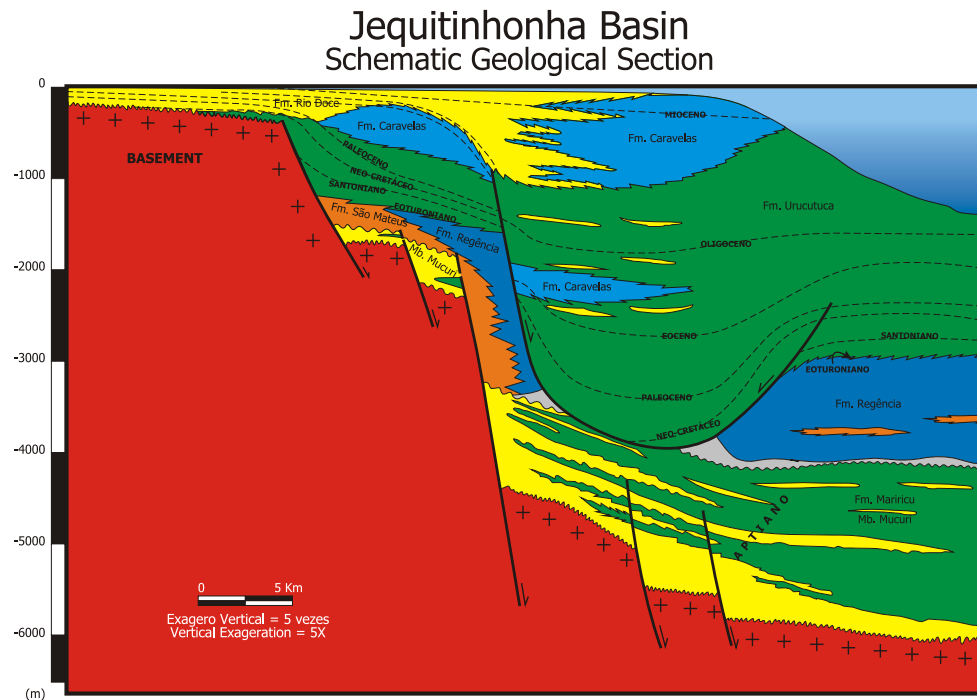 Jequitinhonha Basin
Schematic Geological Section
0
-1000
-2000
-3000
-4000
-5000
-6000
(m)
BASEMENT
Fm. Rio Doce
Fm. Caravelas
PALEOCENO
NEO-CRETÁCEO
SANTONIANO
EOTURONIANO
Fm. São Mateus
Fm. Regência
Mb. Mucuri
MIOCENO
Fm. Caravelas
Fm. Urucutuca
OLIGOCENO
Fm. Caravelas
EOCENO
SANTONIANO
EOTURONIANO
PALEOCENO
Fm. Regência
NEO-CRETÁCEO
Fm. Mariricu
Mb. Mucuri
APTIANO
0 5 Km
Exagero Vertical = 5 vezes
Vertical Exageration = 5X